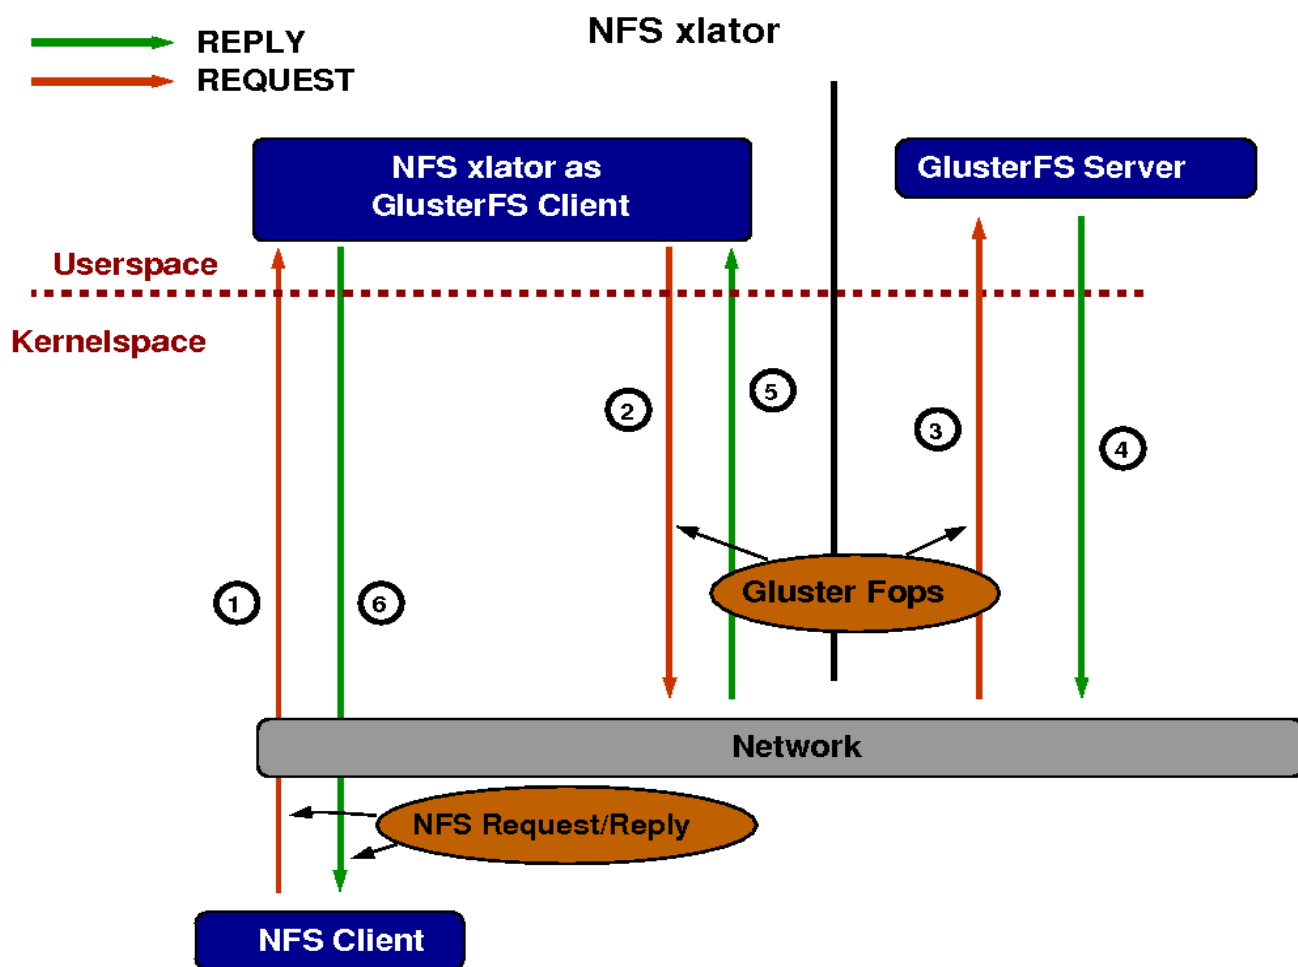 NFS xlator
REPLY
REQUEST
NFS xlator as
GlusterFS Client
GlusterFS Server
Userspace
Kernelspace
5
2
3
4
Gluster Fops
1
6
Network
NFS Request/Reply
NFS Client